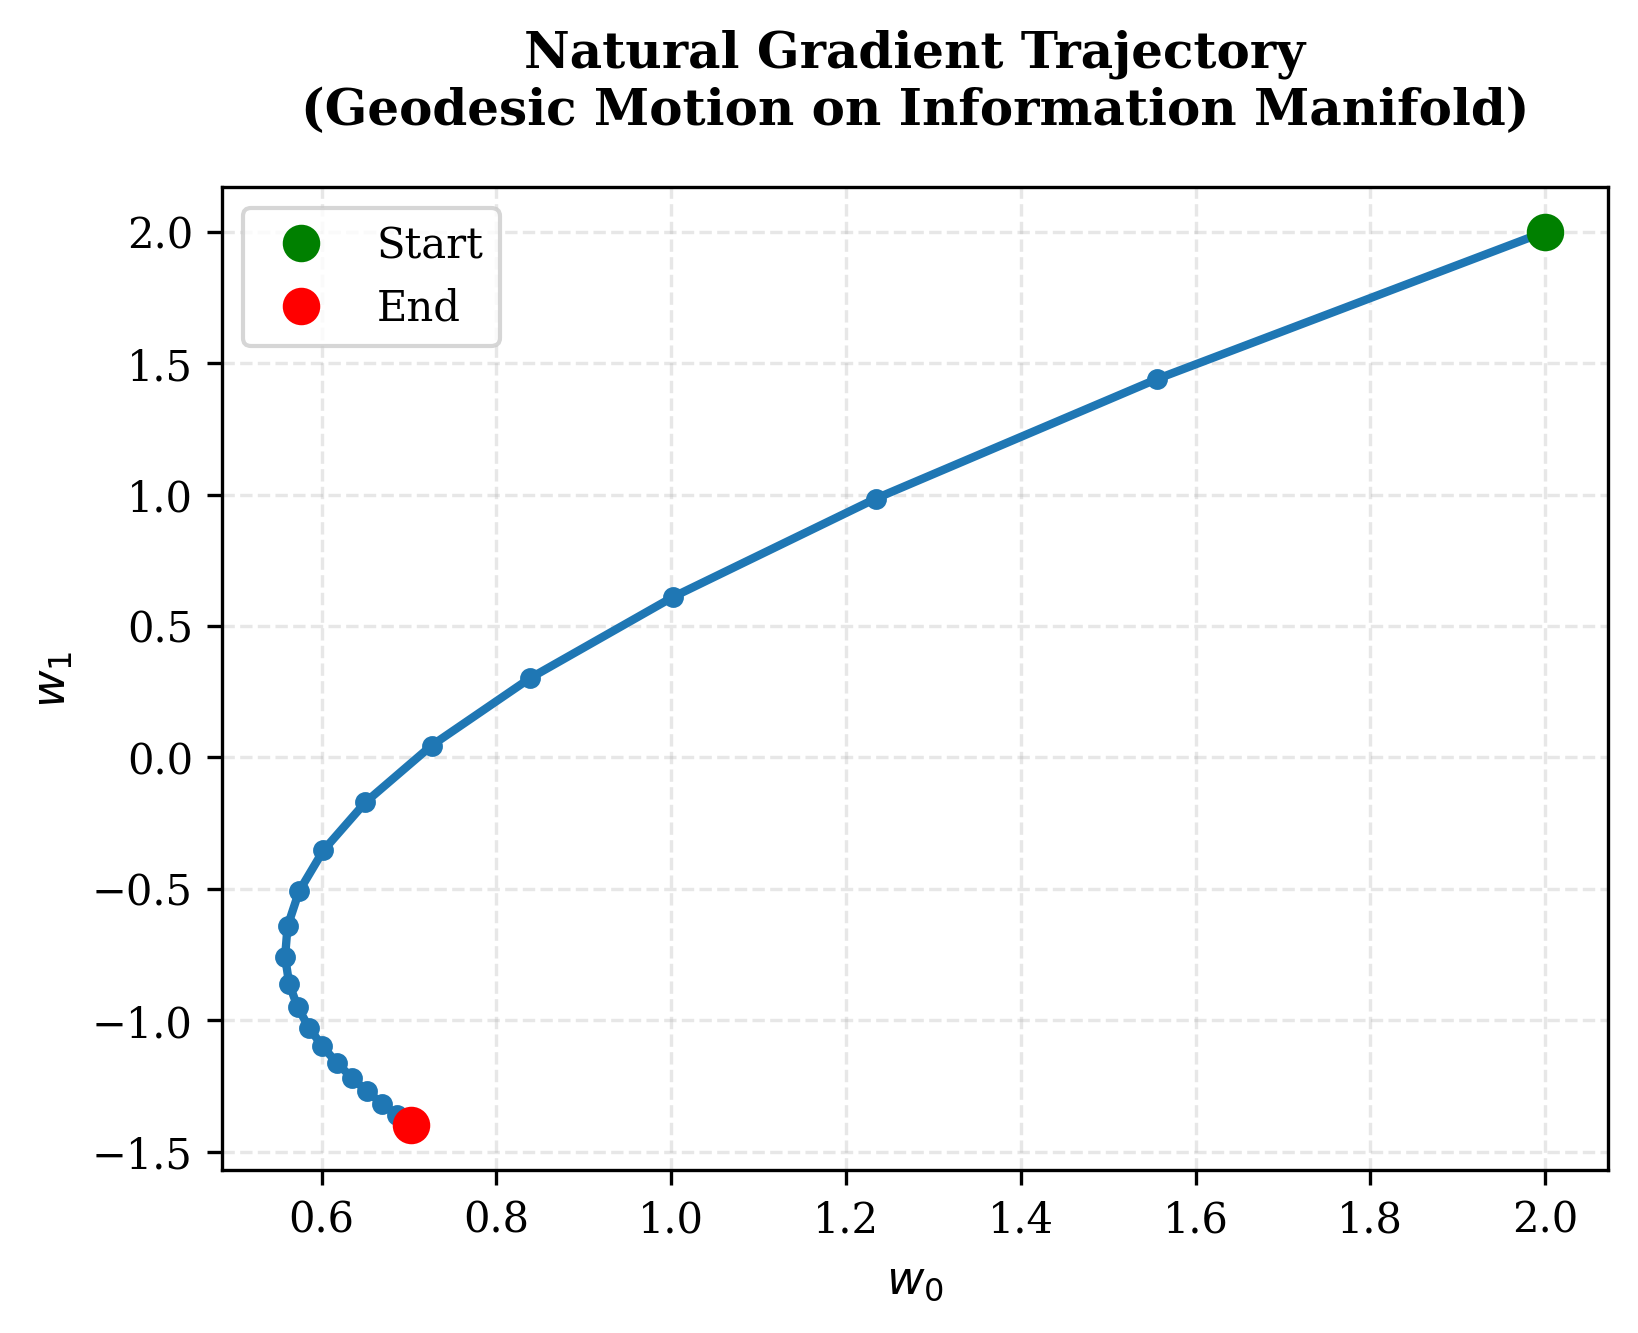 Natural Gradient Trajectory
(Geodesic Motion on Information Manifold)
Start
End
2.0
1.5
1.0
0.5
0.0
−0.5
−1.0
−1.5
w₁
0.6 0.8 1.0 1.2 1.4 1.6 1.8 2.0
w₀